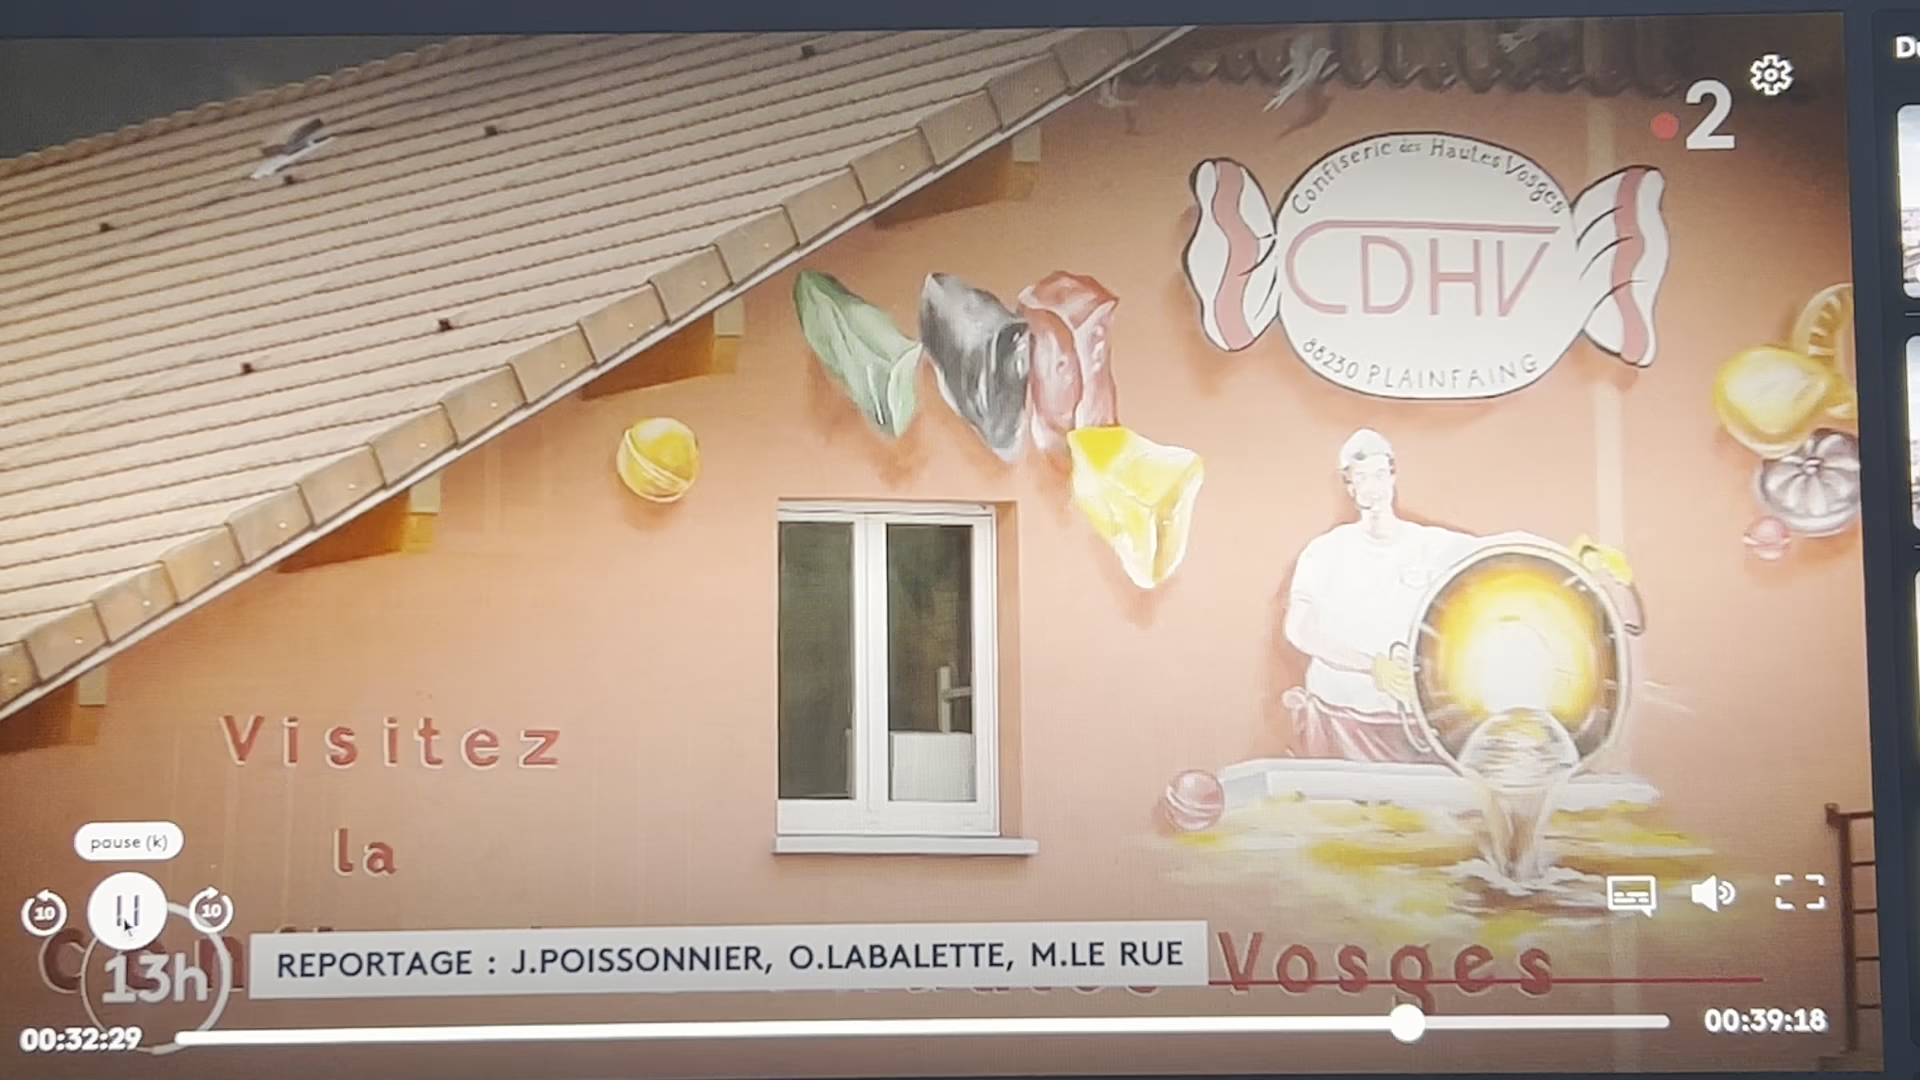 D
2
Confiserie des Hautes Vosges
CDHV
88230 PLAINFAING
Visitez
la
pause (k)
10
10
13h
REPORTAGE : J.POISSONNIER, O.LABALETTE, M.LE RUE
Vosges
00:32:29
00:39:18